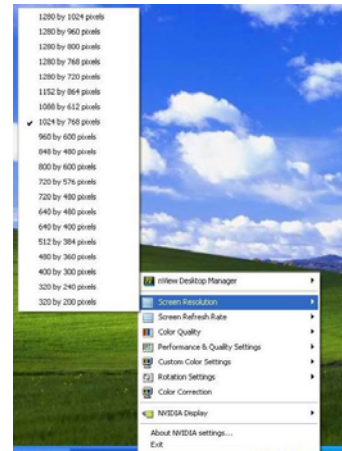 1280 by 1024 pixels
1280 by 960 pixels
1280 by 800 pixels
1280 by 768 pixels
1280 by 720 pixels
1152 by 864 pixels
1088 by 612 pixels
1024 by 768 pixels
960 by 600 pixels
848 by 480 pixels
800 by 600 pixels
720 by 576 pixels
720 by 480 pixels
640 by 480 pixels
640 by 400 pixels
512 by 384 pixels
480 by 360 pixels
400 by 300 pixels
320 by 240 pixels
320 by 200 pixels
nView Desktop Manager
Screen Resolution
Screen Refresh Rate
Color Quality
Performance & Quality Settings
Custom Color Settings
Rotation Settings
Color Correction
NVIDIA Display
About NVIDIA settings...
Exit